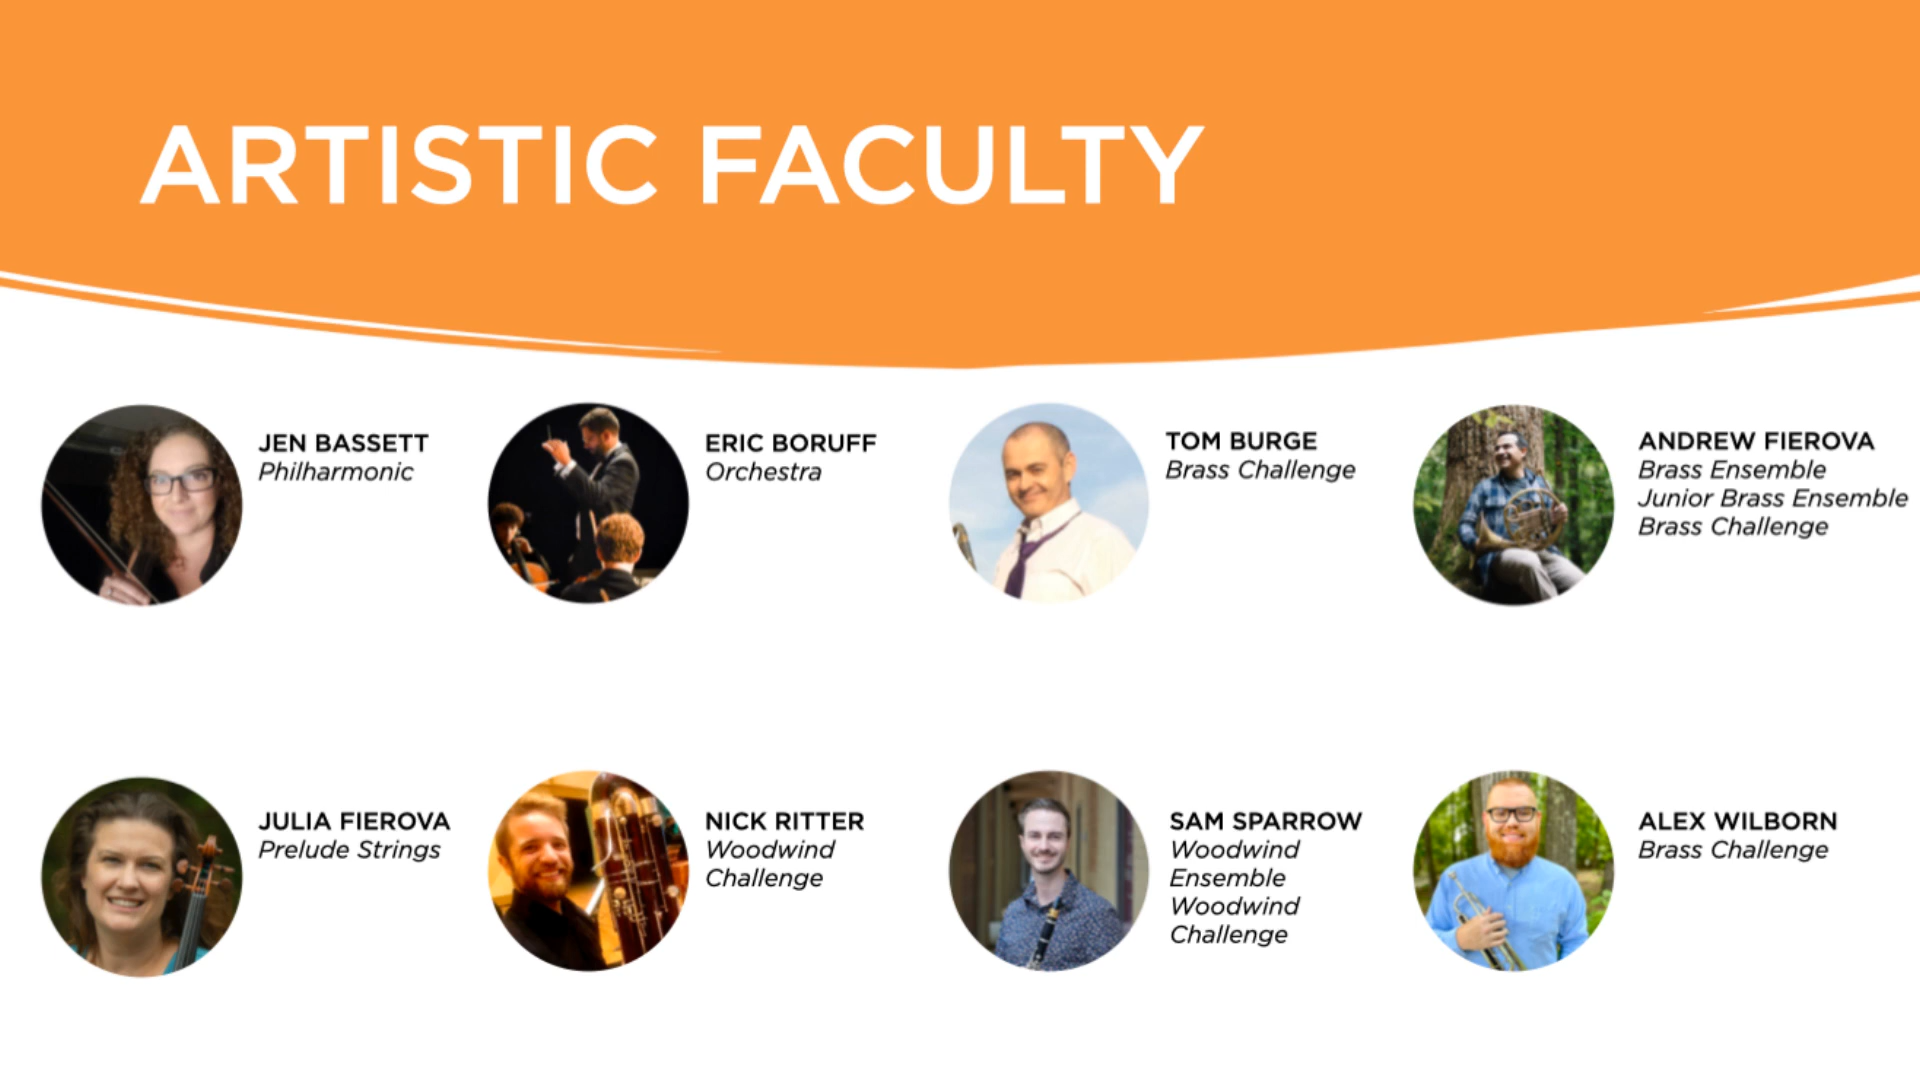 ARTISTIC FACULTY
JEN BASSETT
Philharmonic
ERIC BORUFF
Orchestra
TOM BURGE
Brass Challenge
ANDREW FIEROVA
Brass Ensemble
Junior Brass Ensemble
Brass Challenge
JULIA FIEROVA
Prelude Strings
NICK RITTER
Woodwind
Challenge
SAM SPARROW
Woodwind
Ensemble
Woodwind
Challenge
ALEX WILBORN
Brass Challenge